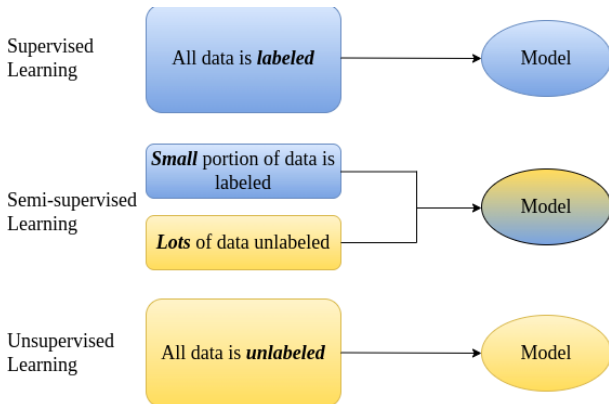 Supervised
Learning
All data is labeled
Model
Semi-supervised
Learning
Small portion of data is
labeled
Lots of data unlabeled
Model
Unsupervised
Learning
All data is unlabeled
Model